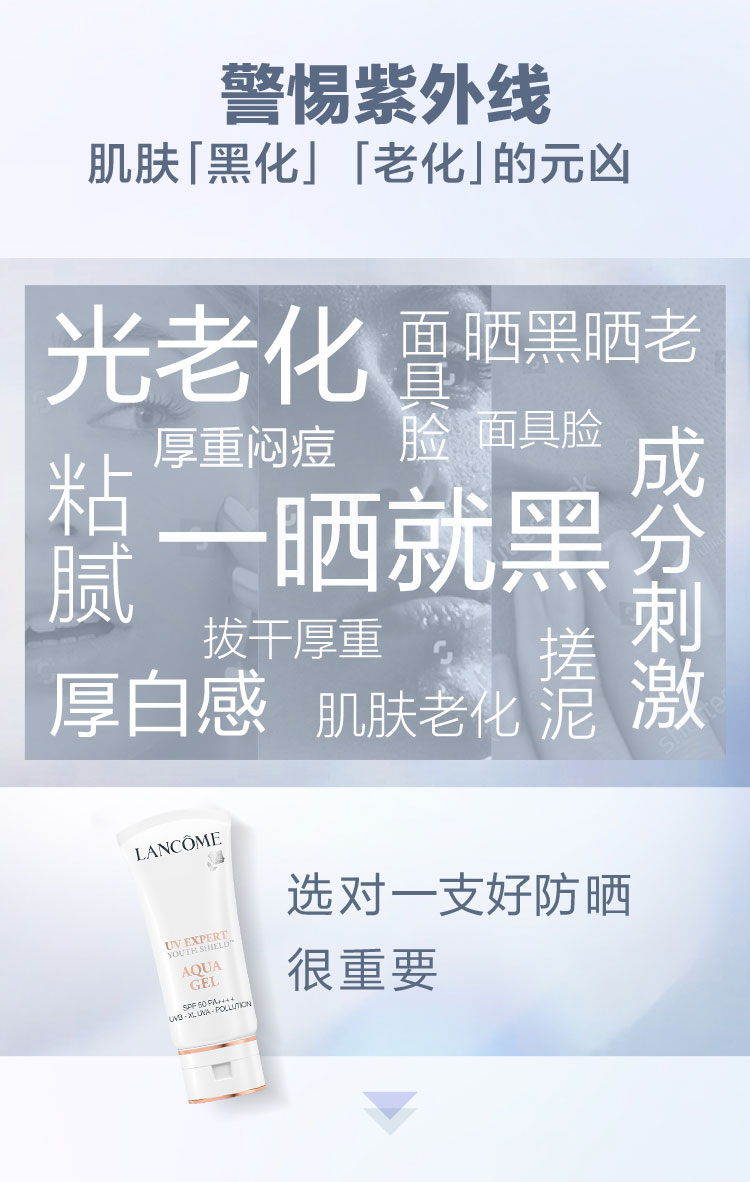 警惕紫外线
肌肤「黑化」「老化」的元凶
光老化
面具脸
晒黑晒老
厚重闷痘
面具脸
粘腻
一晒就黑
成分刺激
拔干厚重
搓泥
厚白感
肌肤老化
LANCÔME
UV EXPERT
YOUTH SHIELD™
AQUA
GEL
SPF 50 PA++++
UVB - XL UVA - POLLUTION
选对一支好防晒
很重要